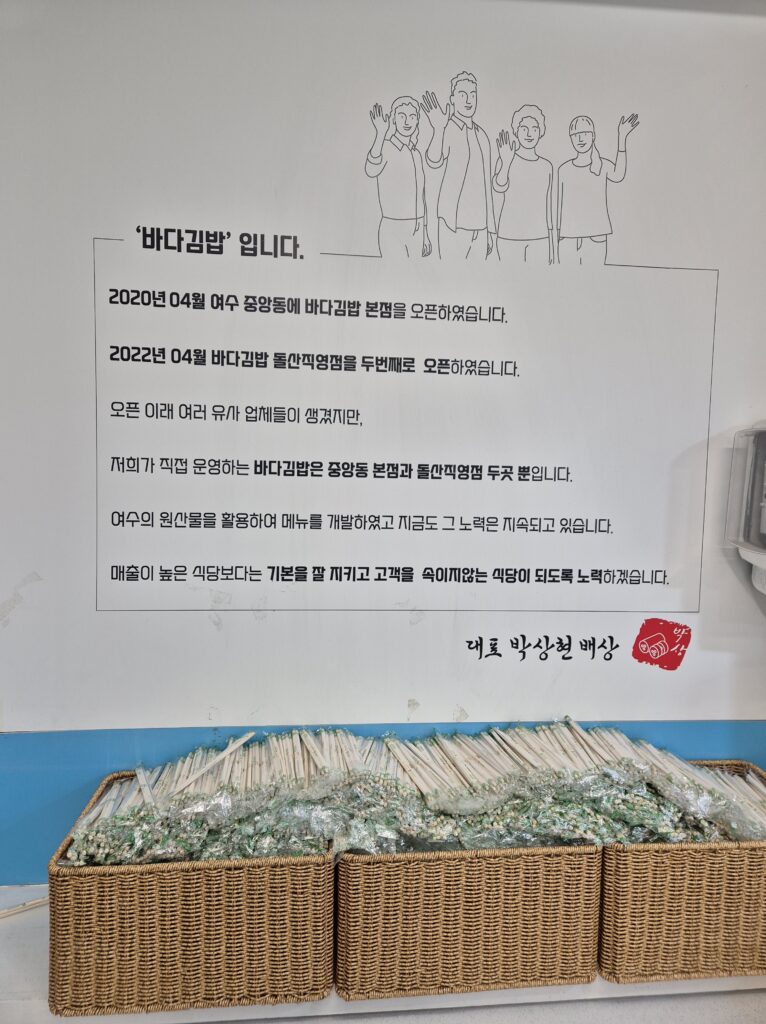 ‘바다김밥’ 입니다.
2020년 04월 여수 중앙동에 바다김밥 본점을 오픈하였습니다.
2022년 04월 바다김밥 돌산직영점을 두번째로 오픈하였습니다.
오픈 이래 여러 유사 업체들이 생겼지만,
저희가 직접 운영하는 바다김밥은 중앙동 본점과 돌산직영점 두곳 뿐입니다.
여수의 원산물을 활용하여 메뉴를 개발하였고 지금도 그 노력은 지속되고 있습니다.
매출이 높은 식당보다는 기본을 잘 지키고 고객을 속이지않는 식당이 되도록 노력하겠습니다.
대표 박상현 배상
박상